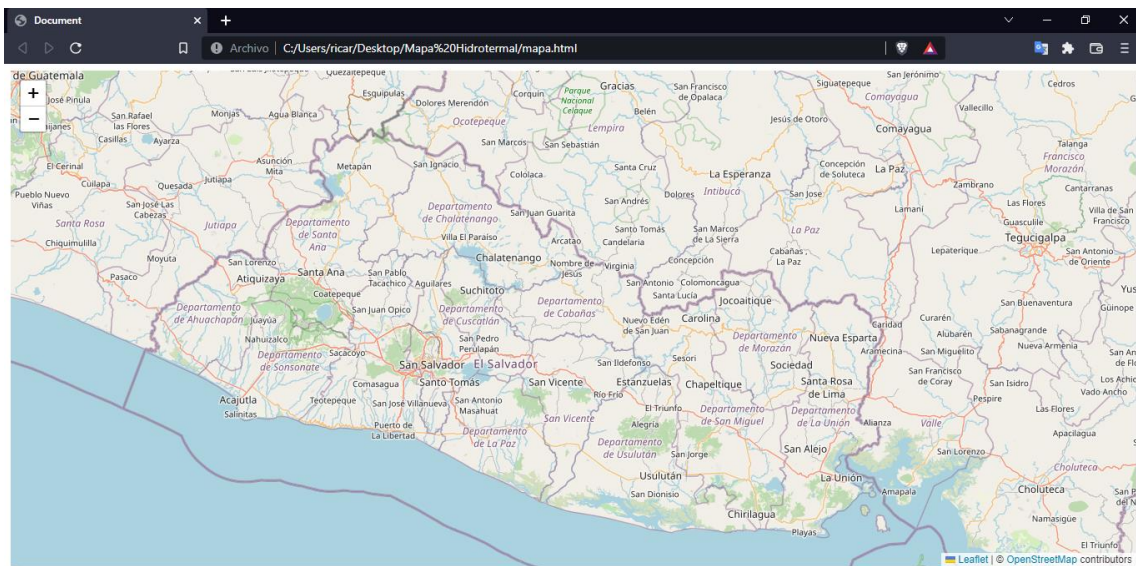 Document
Archivo C:/Users/ricar/Desktop/Mapa%20Hidrotermal/mapa.html
+
−
de Guatemala
Quezaltepeque
Esquipulas
Dolores Merendón
Corquin
Parque
Nacional
Celaque
Gracias
San Francisco
de Opalaca
Siguatepeque
San Jerónimo
Cedros
Comayagua
Vallecillo
José Pinula
San Rafael
las Flores
Monjas
Agua Blanca
Ocotepeque
Belén
Lempira
Jesús de Otoro
Comayagua
Casillas
Ayarza
San Marcos
San Sebastián
Talanga
Francisco
Morazán
El Cerinal
Asunción
Mita
Metapán
San Ignacio
Cololaca
Santa Cruz
La Esperanza
Concepción
de Soluteca
La Paz
Cuilapa
Quesada
Jutiapa
Zambrano
Cantarranas
Pueblo Nuevo
Viñas
San José Las
Cabezas
Departamento
de Chalatenango
San Juan Guarita
San Andrés
Dolores
Intibucá
San Jose
Las Flores
Santa Rosa
Jutiapa
Departamento
de Santa
Ana
Villa El Paraíso
Santo Tomás
San Marcos
de La Sierra
La Paz
Lamaní
Guasculile
Villa de San
Francisco
Chiquimulilla
Arcatao
Candelaria
Tegucigalpa
Moyuta
San Lorenzo
Chalatenango
Nombre de
Jesús
Virginia
Concepción
Cabañas
La Paz
Lepaterique
San Antonio
de Oriente
Pasaco
Atiquizaya
Santa Ana
San Pablo
Tacachico
Aguilares
Suchitoto
San Antonio
Colomoncagua
Coatepeque
Santa Lucía
Jocoaitique
San Buenaventura
Departamento
de Ahuachapán
Juayúa
San Juan Opico
Departamento
de Cuscatlán
Departamento
de Cabañas
Nuevo Edén
de San Juan
Carolina
Güinope
Nahuizalco
San Pedro
Perulapán
Departamento
de Morazán
Nueva Esparta
Caridad
Curarén
Alubarén
Sabanagrande
Departamento
de Sonsonate
Sacacoyo
San Salvador
El Salvador
San Ildefonso
Sesori
Sociedad
Aramecina
San Miguelito
Nueva Armenia
Comasagua
Santo Tomás
San Vicente
Estanzuelas
Chapeltique
Santa Rosa
de Lima
San Francisco
de Coray
San Isidro
Acajutla
Salinitas
Teotepeque
San José Villanueva
San Antonio
Masahuat
Río Frío
El Triunfo
Pespire
Vado Ancho
Puerto de
La Libertad
Departamento
de La Paz
San Vicente
Alegría
Departamento
de San Miguel
Departamento
de La Unión
Alianza
Valle
Las Flores
Departamento
de Usulután
San Jorge
San Alejo
San Lorenzo
Apacilagua
Usulután
La Unión
Choluteca
San Dionisio
Amapala
Choluteca
Chirilagua
Playas
Namasigüe
El Triunfo
Leaflet | © OpenStreetMap contributors